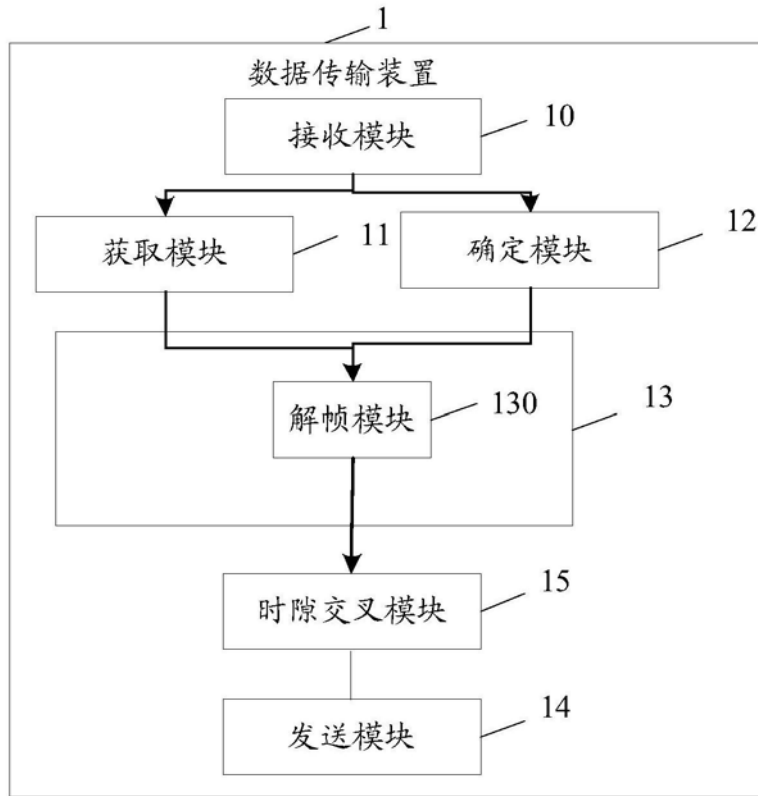 1
数据传输装置
接收模块
10
获取模块
11
确定模块
12
解帧模块
130
13
时隙交叉模块
15
发送模块
14